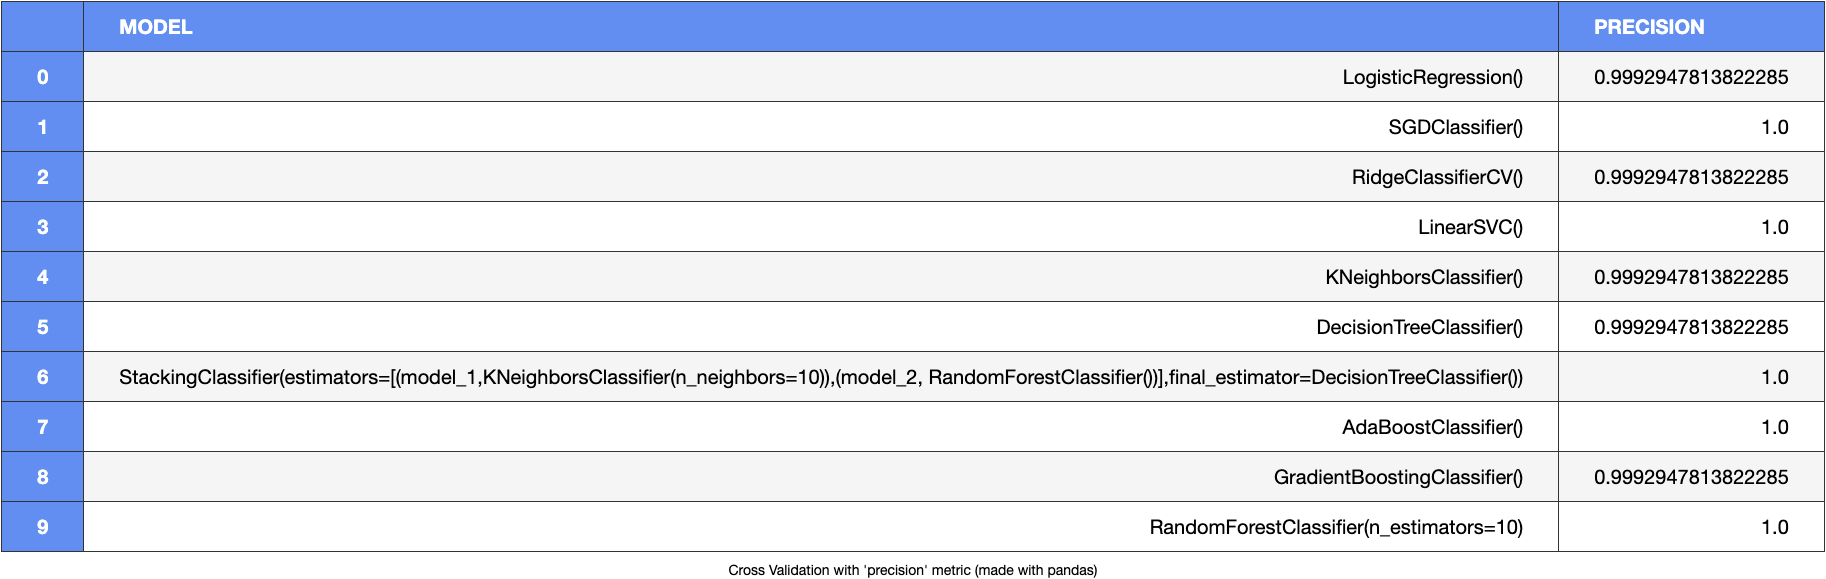 MODEL PRECISION
0 LogisticRegression() 0.9992947813822285
1 SGDClassifier() 1.0
2 RidgeClassifierCV() 0.9992947813822285
3 LinearSVC() 1.0
4 KNeighborsClassifier() 0.9992947813822285
5 DecisionTreeClassifier() 0.9992947813822285
6 StackingClassifier(estimators=[(model_1,KNeighborsClassifier(n_neighbors=10)),(model_2, RandomForestClassifier())],final_estimator=DecisionTreeClassifier()) 1.0
7 AdaBoostClassifier() 1.0
8 GradientBoostingClassifier() 0.9992947813822285
9 RandomForestClassifier(n_estimators=10) 1.0
Cross Validation with 'precision' metric (made with pandas)